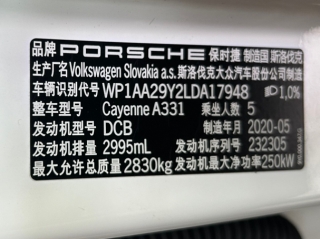 品牌 PORSCHE 保时捷 制造国 斯洛伐克
生产厂名 Volkswagen Slovakia a.s. 斯洛伐克大众汽车股份公司制造
车辆识别代号 WP1AA29Y2LDA17948 1,0%
整车型号 Cayenne A331 乘坐人数 5
发动机型号 DCB 制造年月 2020-05
发动机排量 2995mL 发动机序列号 232305
最大允许总质量 2830kg 发动机最大净功率 250kW